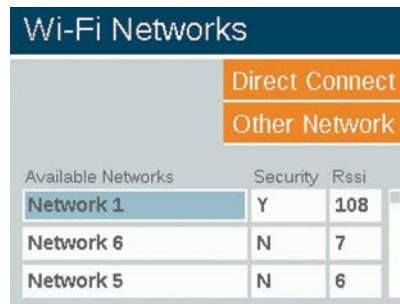 Wi-Fi Networks
Direct Connect
Other Network
Available Networks Security Rssi
Network 1 Y 108
Network 6 N 7
Network 5 N 6